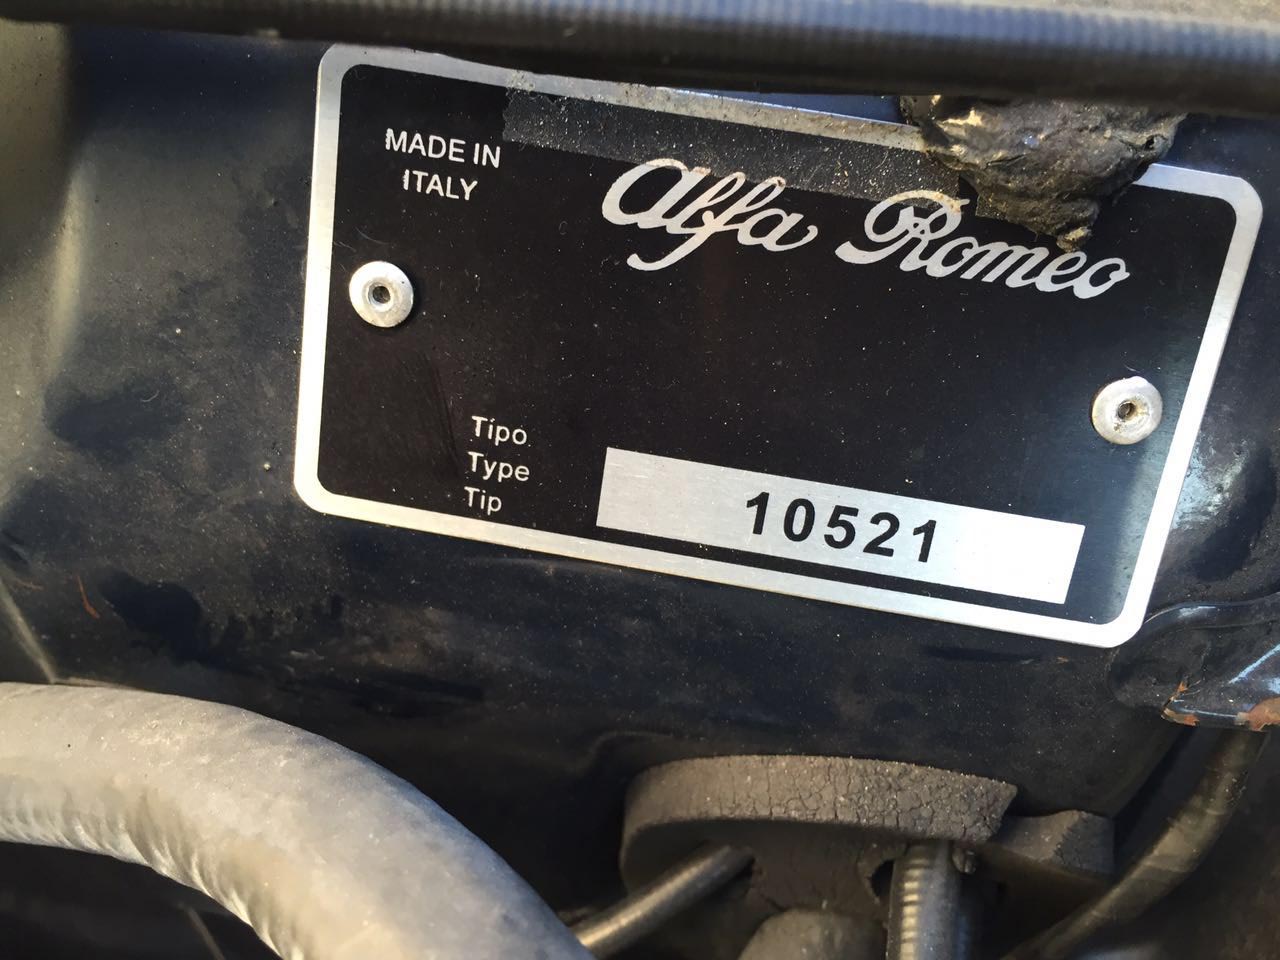 MADE IN
ITALY
Alfa Romeo
Tipo
Type
Tip
10521